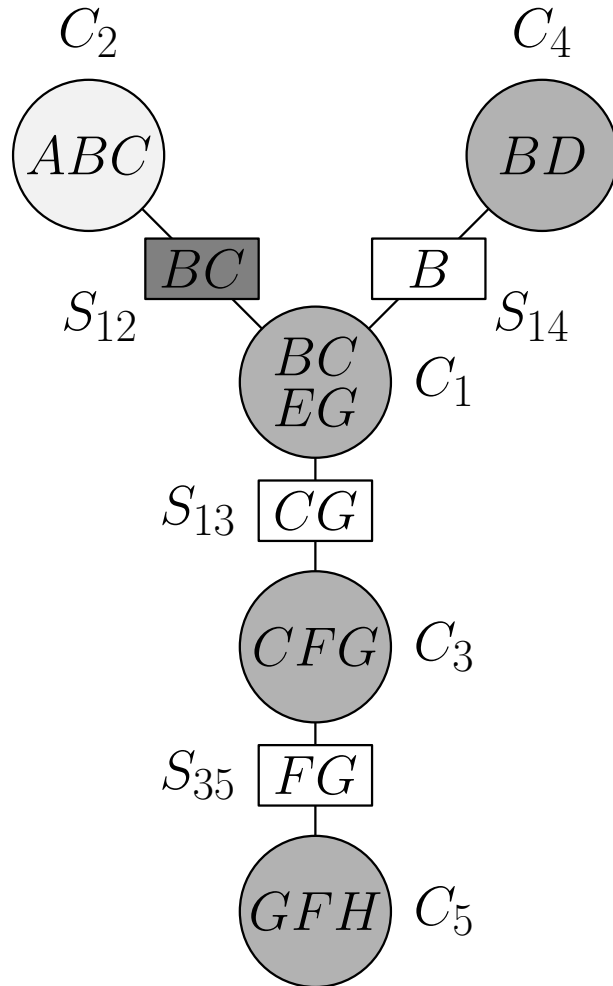 C₂
C₄
ABC
BD
BC
B
S₁₂
S₁₄
BC
EG
C₁
S₁₃
CG
CFG
C₃
S₃₅
FG
GFH
C₅